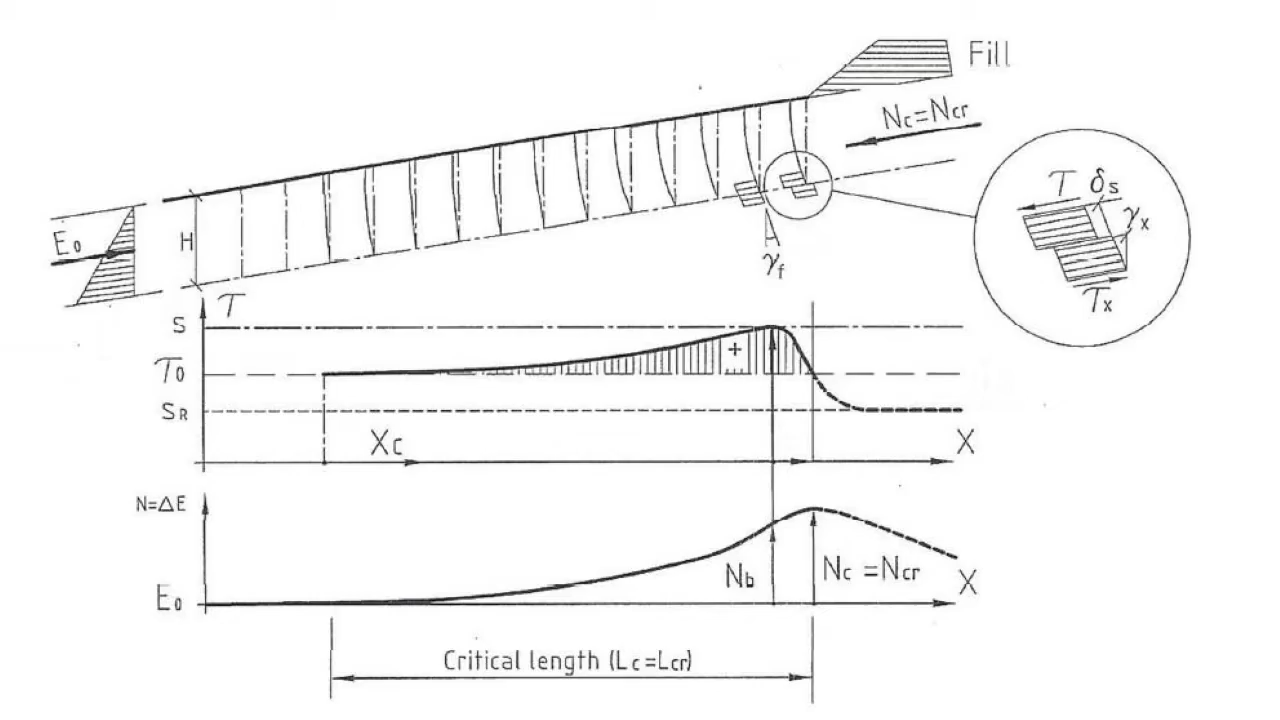 Fill
Nc=Ncr
E0
H
γf
τ δs
γx
τx
τ
S
τ0
+
SR
Xc
X
N=ΔE
Nb
Nc =Ncr
X
E0
Critical length (Lc=Lcr)